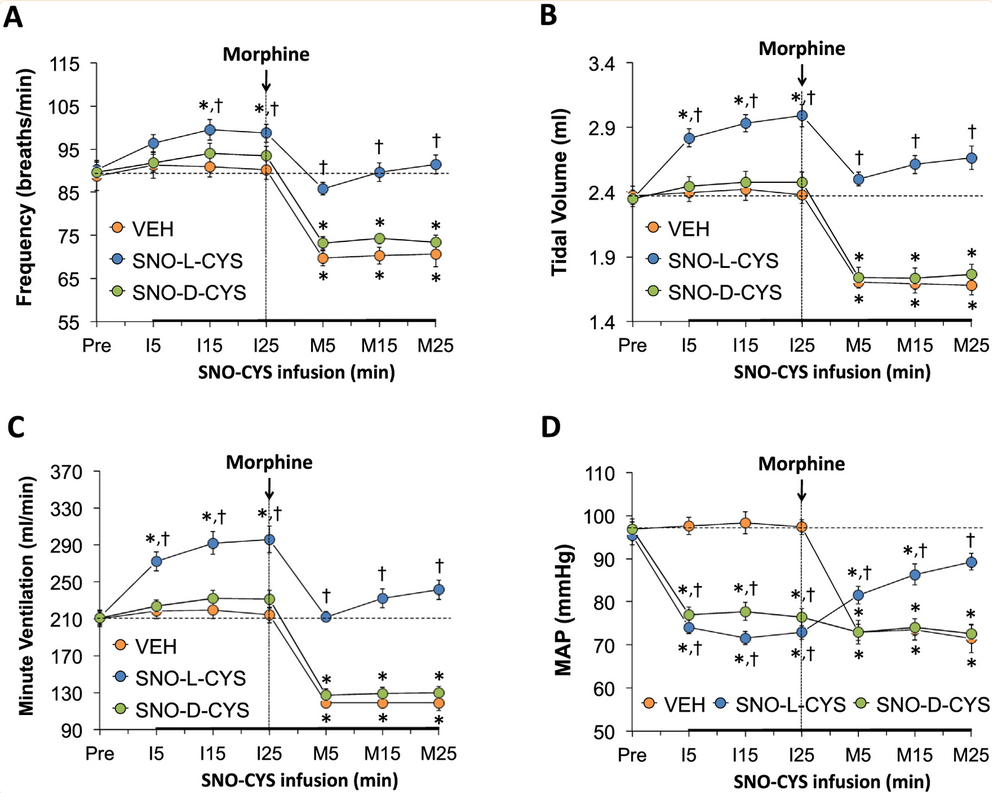 A
Morphine
Frequency (breaths/min)
115
105
95
85
75
65
55
*,†
*,†
†
†
†
*
*
*
*
*
*
VEH
SNO-L-CYS
SNO-D-CYS
Pre I5 I15 I25 M5 M15 M25
SNO-CYS infusion (min)
B
Morphine
Tidal Volume (ml)
3.4
2.9
2.4
1.9
1.4
*,†
*,†
*,†
†
†
†
*
*
*
*
*
*
VEH
SNO-L-CYS
SNO-D-CYS
Pre I5 I15 I25 M5 M15 M25
SNO-CYS infusion (min)
C
Morphine
Minute Ventilation (ml/min)
370
330
290
250
210
170
130
90
*,†
*,†
*,†
†
†
†
*
*
*
*
*
*
VEH
SNO-L-CYS
SNO-D-CYS
Pre I5 I15 I25 M5 M15 M25
SNO-CYS infusion (min)
D
Morphine
MAP (mmHg)
110
100
90
80
70
60
50
*,†
*,†
*,†
*,†
*,†
†
*
*
*
*,†
*,†
*,†
*
*
*
VEH SNO-L-CYS SNO-D-CYS
Pre I5 I15 I25 M5 M15 M25
SNO-CYS infusion (min)